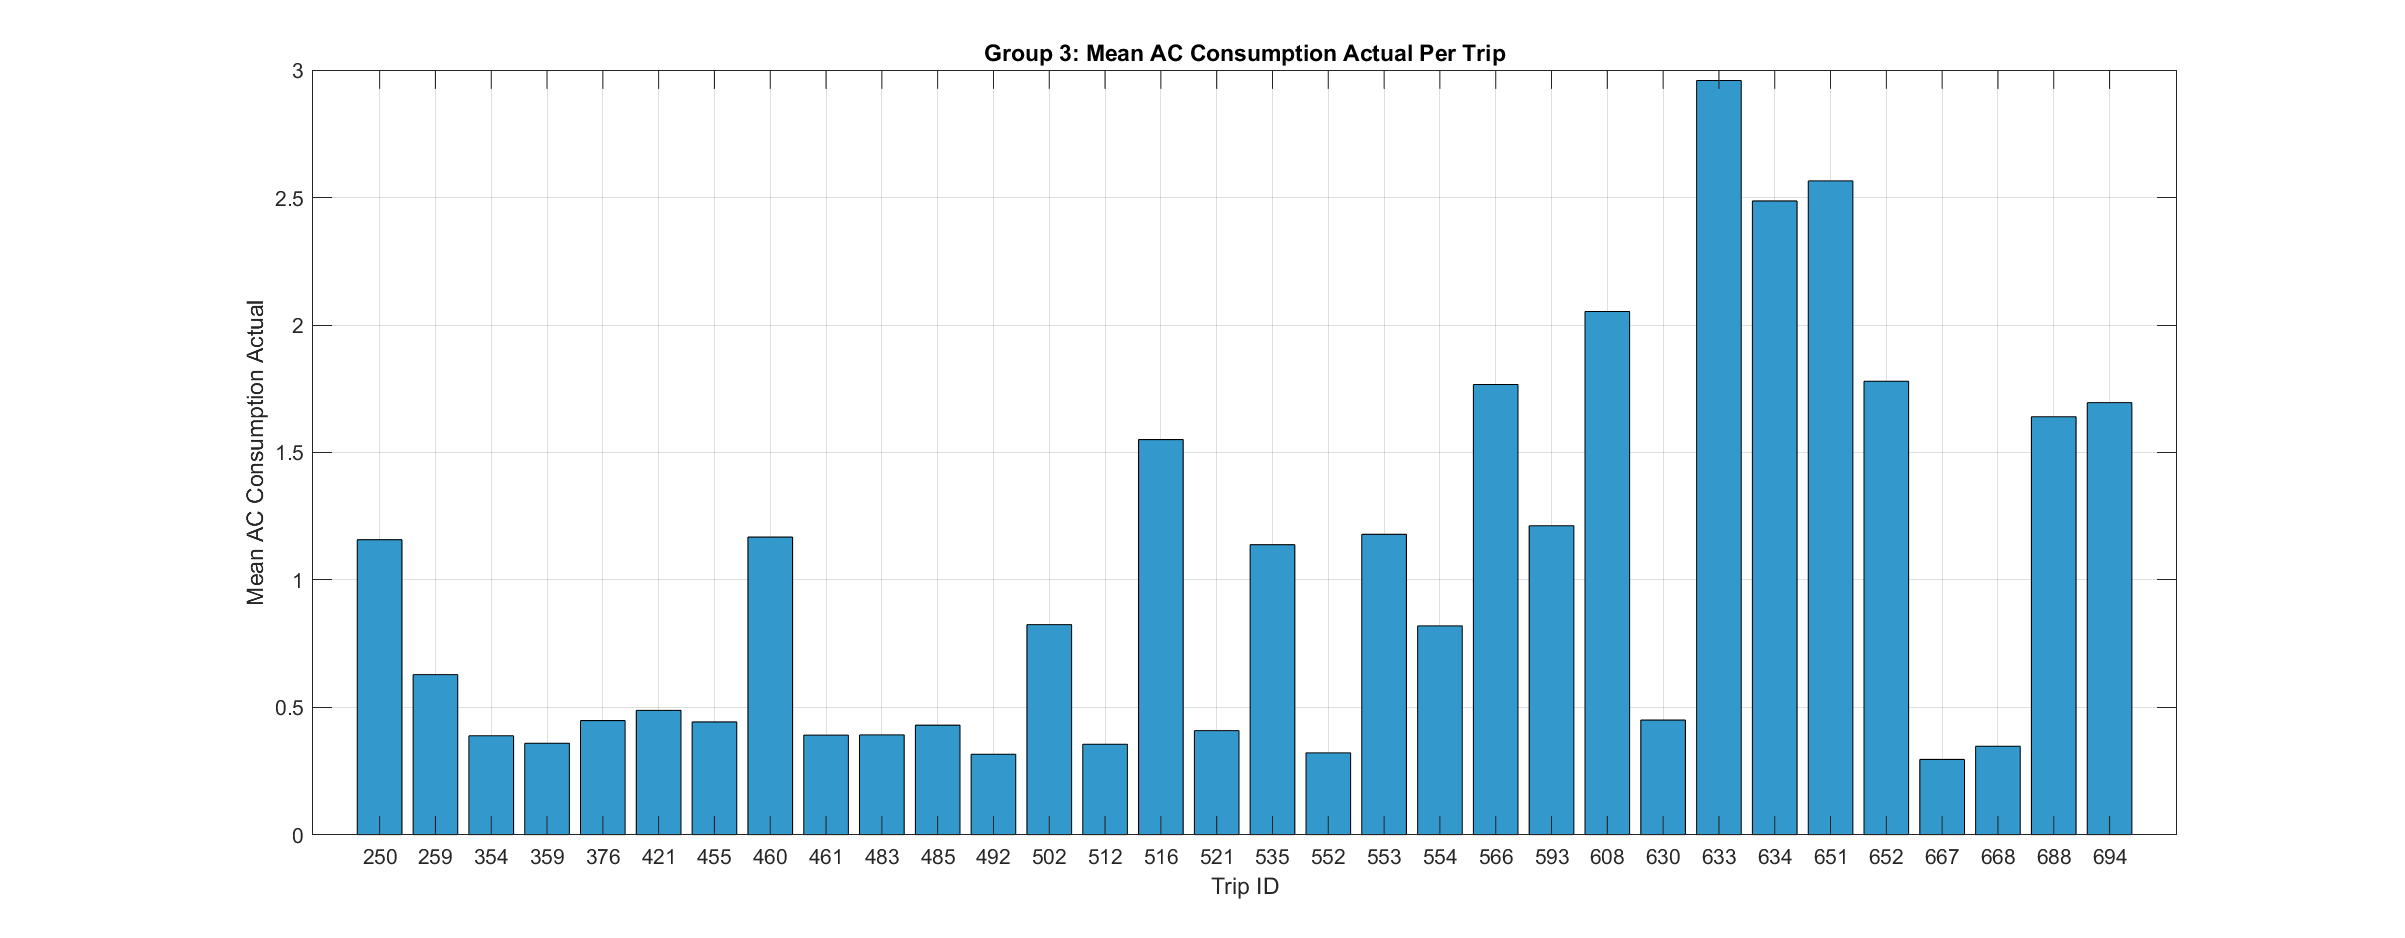 Group 3: Mean AC Consumption Actual Per Trip
3
2.5
2
1.5
1
0.5
0
Mean AC Consumption Actual
250 259 354 359 376 421 455 460 461 483 485 492 502 512 516 521 535 552 553 554 566 593 608 630 633 634 651 652 667 668 688 694
Trip ID